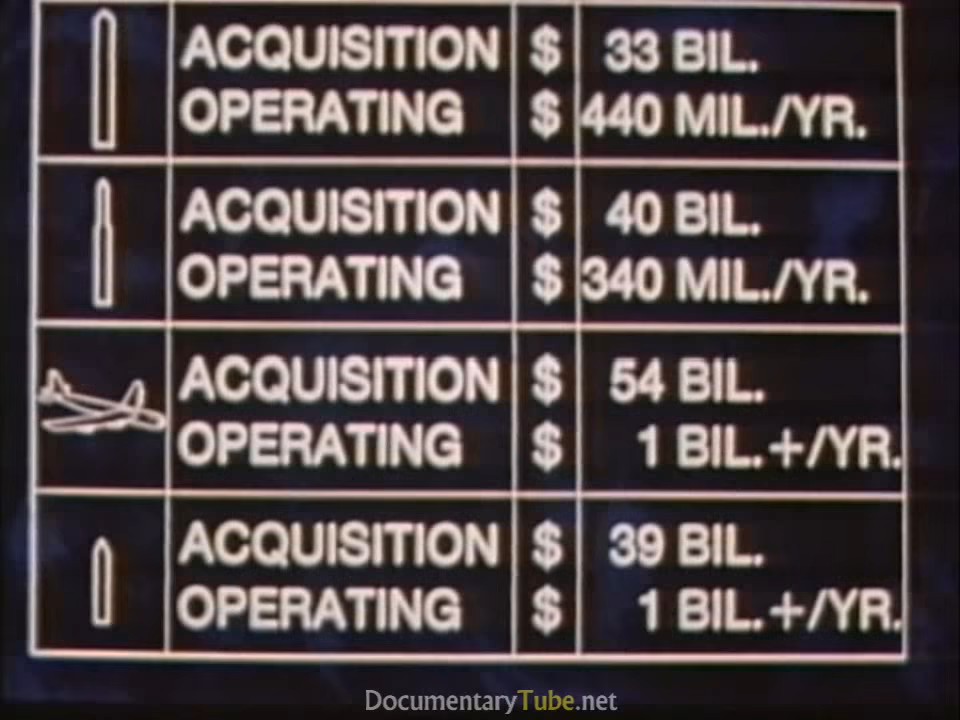 ACQUISITION $ 33 BIL.
OPERATING $ 440 MIL./YR.
ACQUISITION $ 40 BIL.
OPERATING $ 340 MIL./YR.
ACQUISITION $ 54 BIL.
OPERATING $ 1 BIL.+/YR.
ACQUISITION $ 39 BIL.
OPERATING $ 1 BIL.+/YR.
DocumentaryTube.net